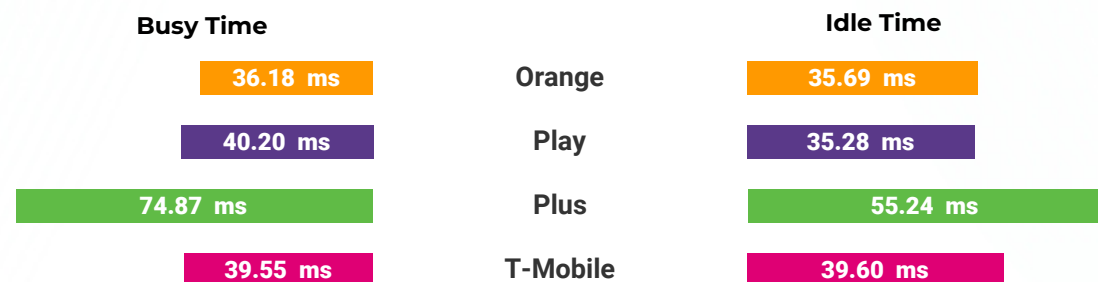 Busy Time Idle Time
36.18 ms Orange 35.69 ms
40.20 ms Play 35.28 ms
74.87 ms Plus 55.24 ms
39.55 ms T-Mobile 39.60 ms